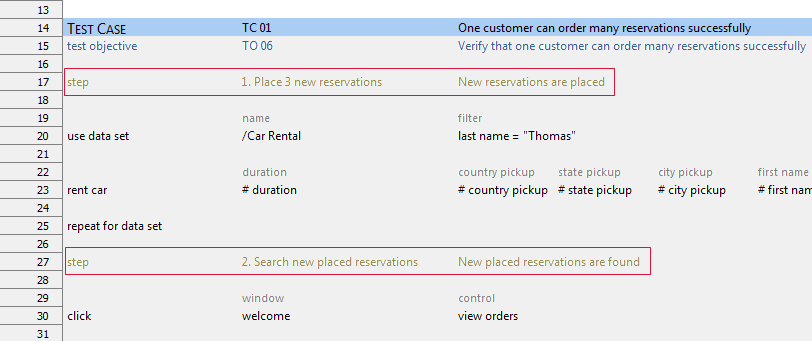 13
14 TEST CASE TC 01 One customer can order many reservations successfully
15 test objective TO 06 Verify that one customer can order many reservations successfully
16
17 step 1. Place 3 new reservations New reservations are placed
18
19 name filter
20 use data set /Car Rental last name = "Thomas"
21
22 duration country pickup state pickup city pickup first name
23 rent car # duration # country pickup # state pickup # city pickup # first nam
24
25 repeat for data set
26
27 step 2. Search new placed reservations New placed reservations are found
28
29 window control
30 click welcome view orders
31